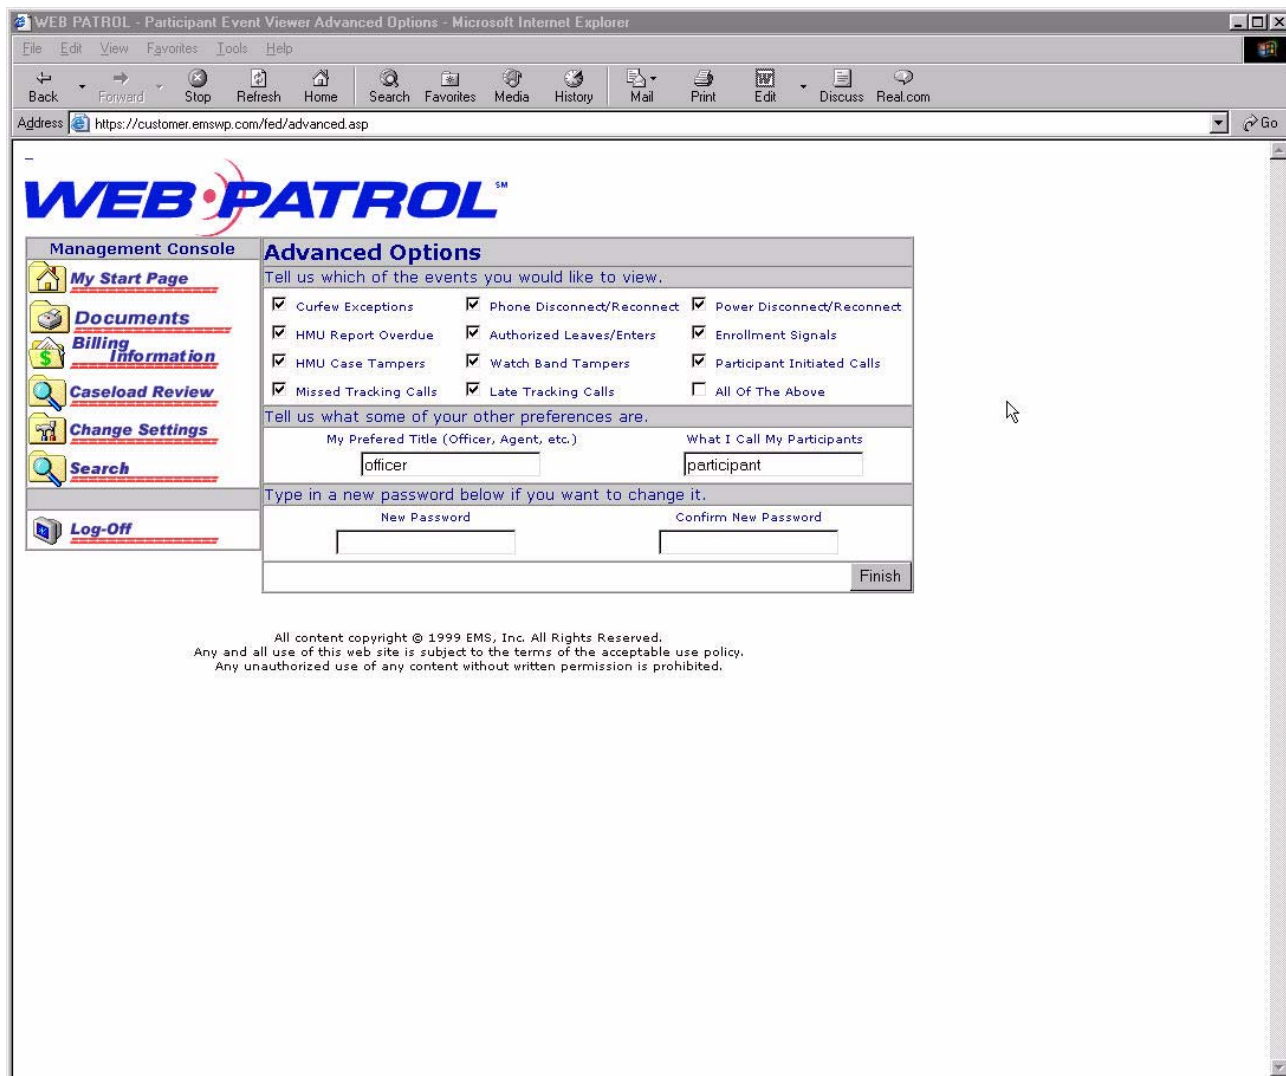 WEB PATROL - Participant Event Viewer Advanced Options - Microsoft Internet Explorer
File Edit View Favorites Tools Help
Back Forward Stop Refresh Home Search Favorites Media History Mail Print Edit Discuss Real.com
Address https://customer.emswp.com/fed/advanced.asp Go
WEB PATROL SM
Management Console
My Start Page
Documents
Billing
Information
Caseload Review
Change Settings
Search
Log-Off
Advanced Options
Tell us which of the events you would like to view.
Curfew Exceptions Phone Disconnect/Reconnect Power Disconnect/Reconnect
HMU Report Overdue Authorized Leaves/Enters Enrollment Signals
HMU Case Tampers Watch Band Tampers Participant Initiated Calls
Missed Tracking Calls Late Tracking Calls All Of The Above
Tell us what some of your other preferences are.
My Prefered Title (Officer, Agent, etc.) What I Call My Participants
officer participant
Type in a new password below if you want to change it.
New Password Confirm New Password
Finish
All content copyright © 1999 EMS, Inc. All Rights Reserved.
Any and all use of this web site is subject to the terms of the acceptable use policy.
Any unauthorized use of any content without written permission is prohibited.